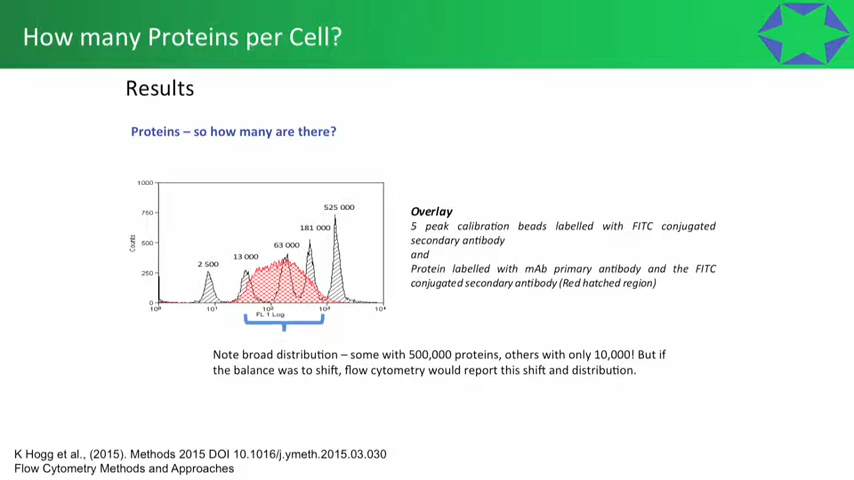 How many Proteins per Cell?
Results
Proteins – so how many are there?
1000
750
500
250
0
Counts
2 500
13 000
63 000
181 000
525 000
10⁰
10¹
10²
10³
10⁴
FL 1 Log
Overlay
5 peak calibration beads labelled with FITC conjugated
secondary antibody
and
Protein labelled with mAb primary antibody and the FITC
conjugated secondary antibody (Red hatched region)
Note broad distribution – some with 500,000 proteins, others with only 10,000! But if
the balance was to shift, flow cytometry would report this shift and distribution.
K Hogg et al., (2015). Methods 2015 DOI 10.1016/j.ymeth.2015.03.030
Flow Cytometry Methods and Approaches